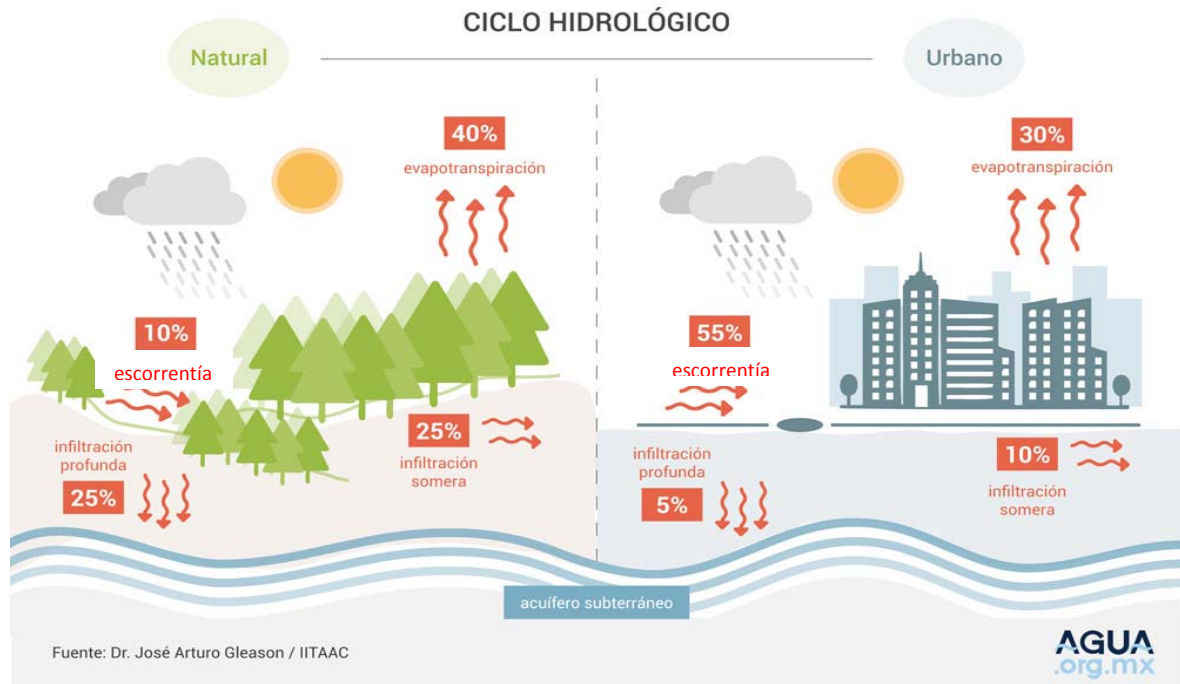 CICLO HIDROLÓGICO
Natural
40%
evapotranspiración
10%
escorrentía
25%
infiltración
somera
infiltración
profunda
25%
Urbano
30%
evapotranspiración
55%
escorrentía
infiltración
profunda
5%
10%
infiltración
somera
acuífero subterráneo
Fuente: Dr. José Arturo Gleason / IITAAC
AGUA
.org.mx